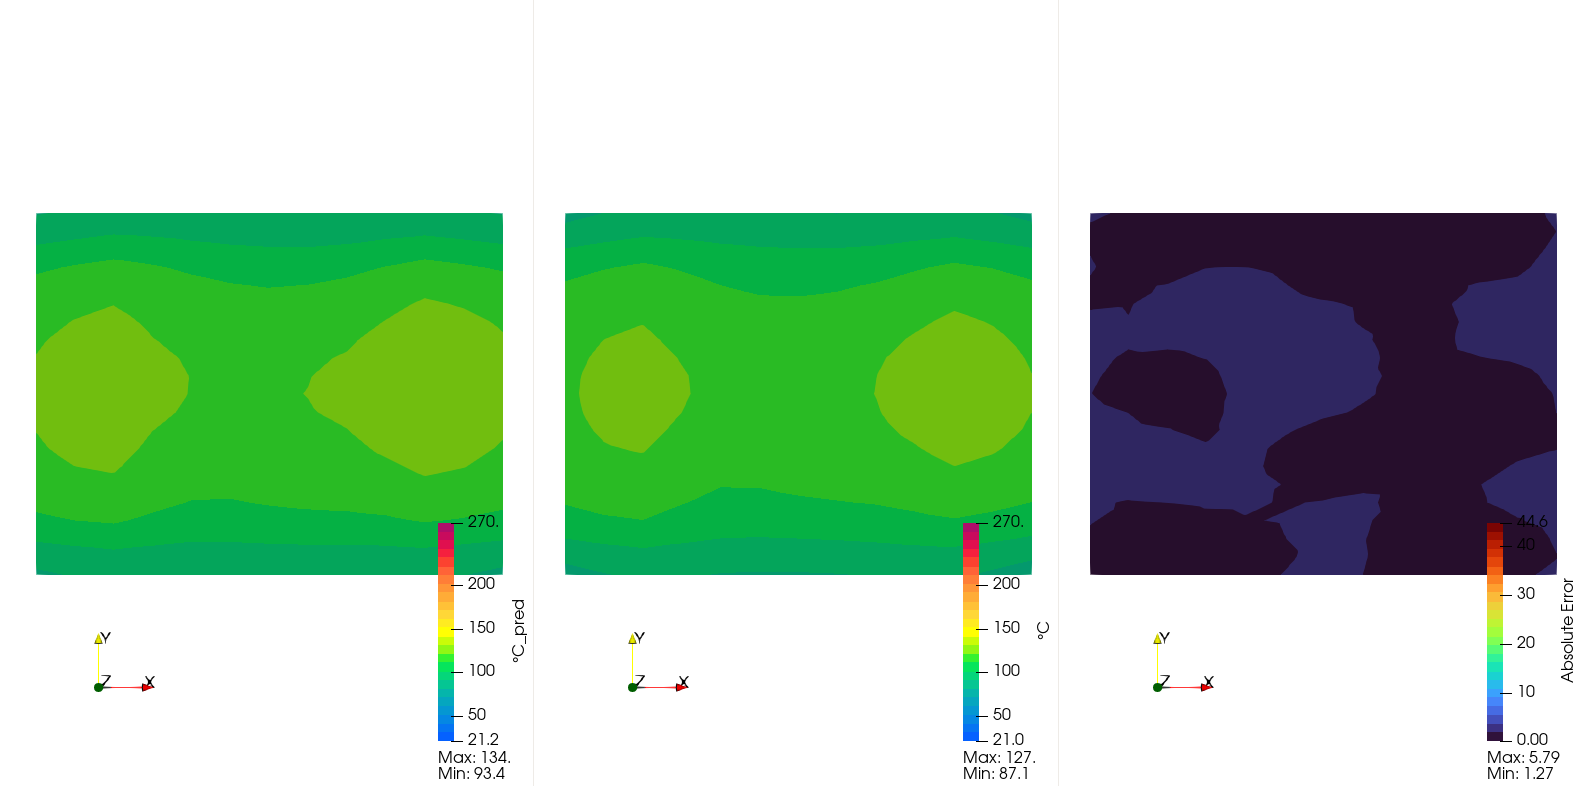 270.
200
150
100
50
21.2
°C_pred
Max: 134.
Min: 93.4
Y
Z
X
270.
200
150
100
50
21.0
°C
Max: 127.
Min: 87.1
Y
Z
X
44.6
40
30
20
10
0.00
Absolute Error
Max: 5.79
Min: 1.27
Y
Z
X